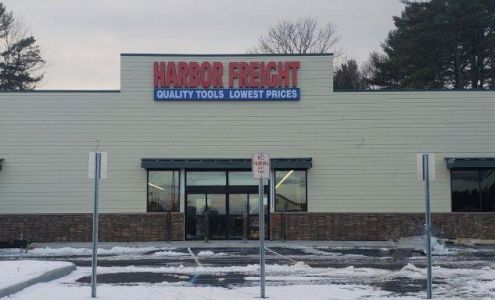 HARBOR FREIGHT
QUALITY TOOLS LOWEST PRICES
NO
PARKING